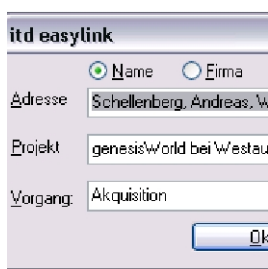 itd easylink
Name Firma
Adresse Schellenberg, Andreas, W
Projekt genesisWorld bei Westau
Vorgang: Akquisition
Ok